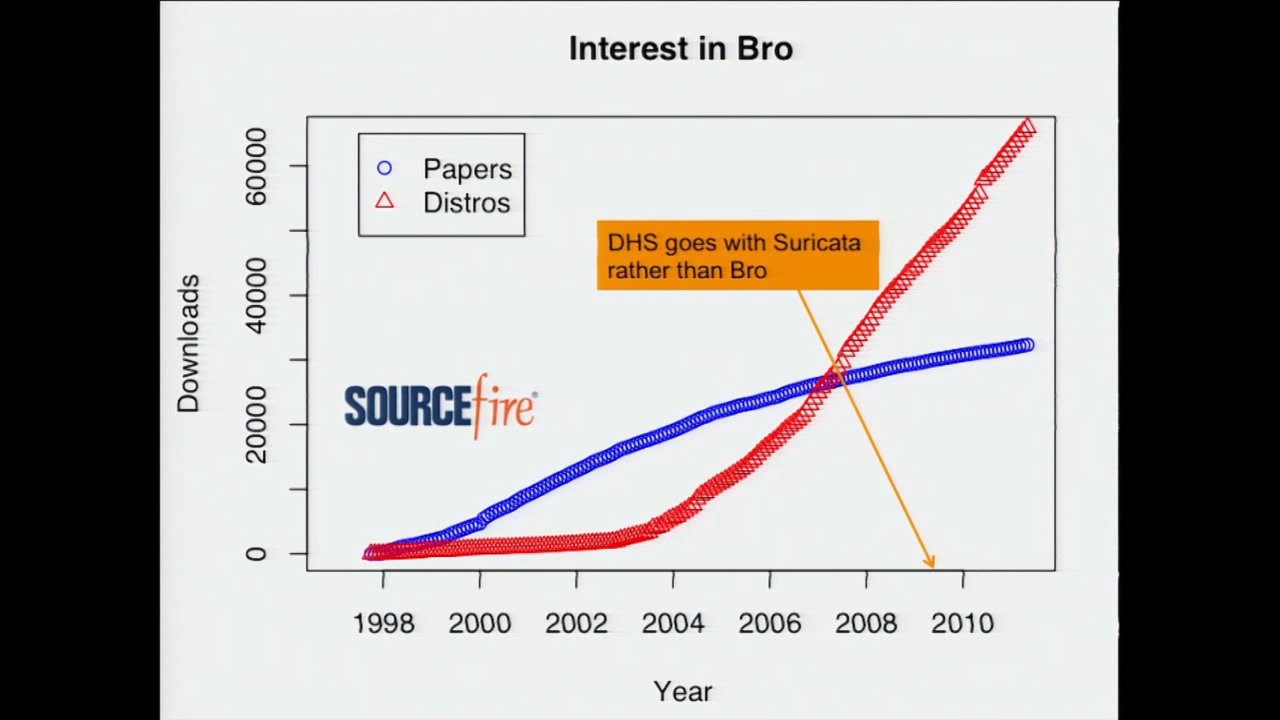 Interest in Bro
Papers
Distros
DHS goes with Suricata
rather than Bro
SOURCEfire®
Downloads
60000
40000
20000
0
1998 2000 2002 2004 2006 2008 2010
Year